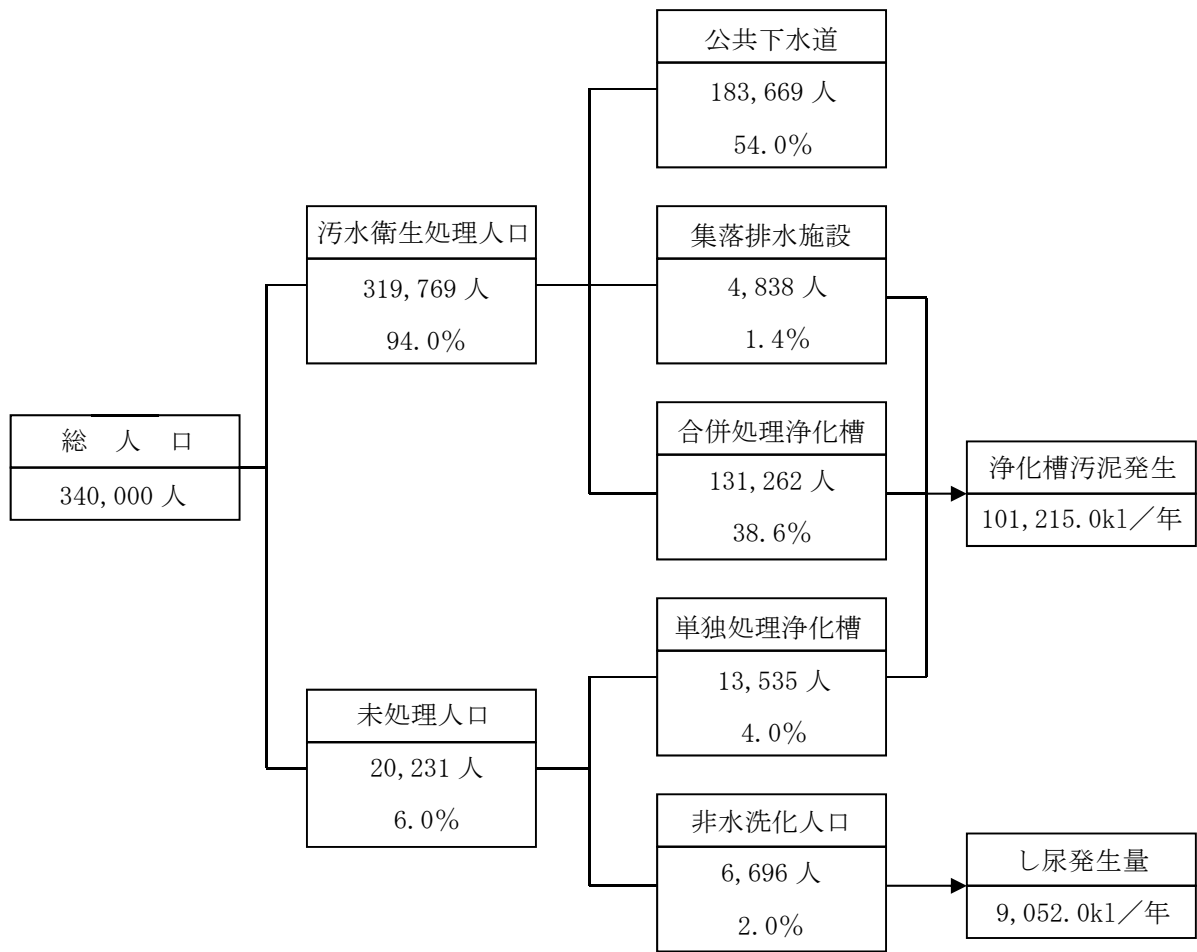 公共下水道
183,669 人
54.0%
汚水衛生処理人口
319,769 人
94.0%
集落排水施設
4,838 人
1.4%
総 人 口
340,000 人
合併処理浄化槽
131,262 人
38.6%
浄化槽汚泥発生
101,215.0kl/年
単独処理浄化槽
13,535 人
4.0%
未処理人口
20,231 人
6.0%
非水洗化人口
6,696 人
2.0%
し尿発生量
9,052.0kl/年